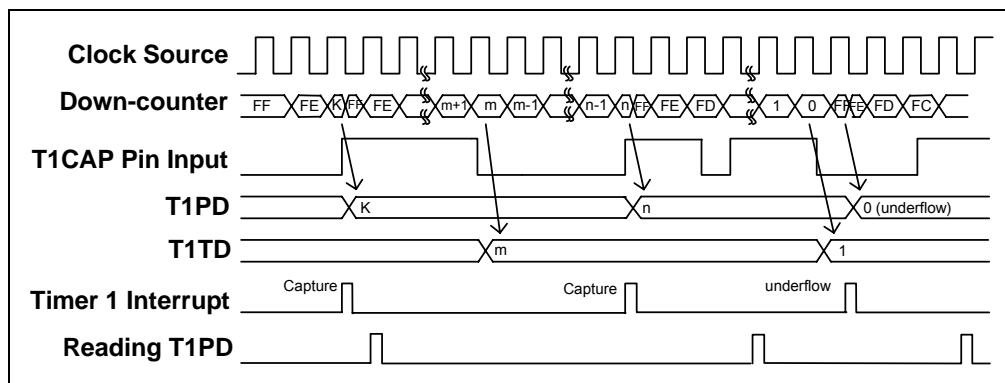 Clock Source
Down-counter FF FE K FF FE m+1 m m-1 n-1 n FF FE FD 1 0 FF FE FD FC
T1CAP Pin Input
T1PD K n 0 (underflow)
T1TD m 1
Timer 1 Interrupt Capture Capture underflow
Reading T1PD